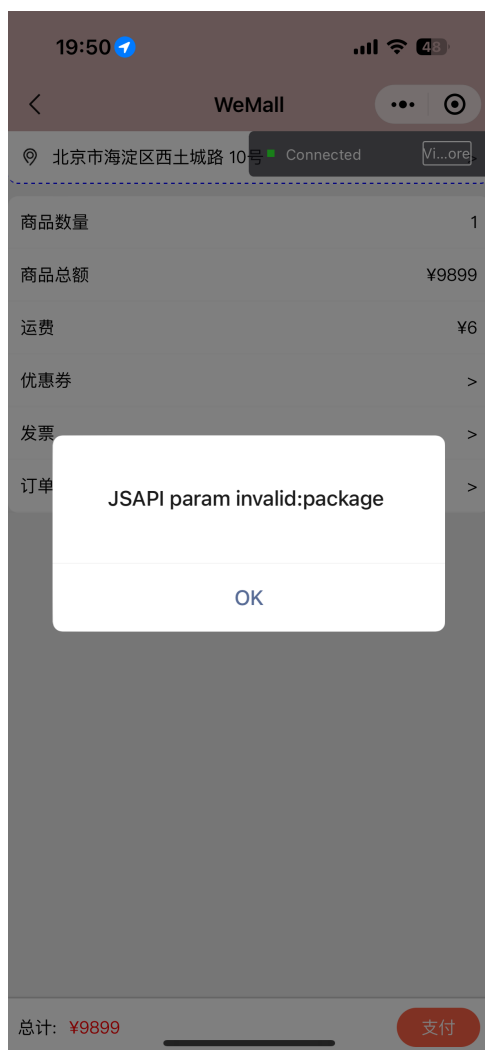 19:50
48
WeMall
北京市海淀区西土城路 10号
Connected
Vi...ore
商品数量
1
商品总额
¥9899
运费
¥6
优惠券
>
发票
>
订单
>
JSAPI param invalid:package
OK
总计: ¥9899
支付